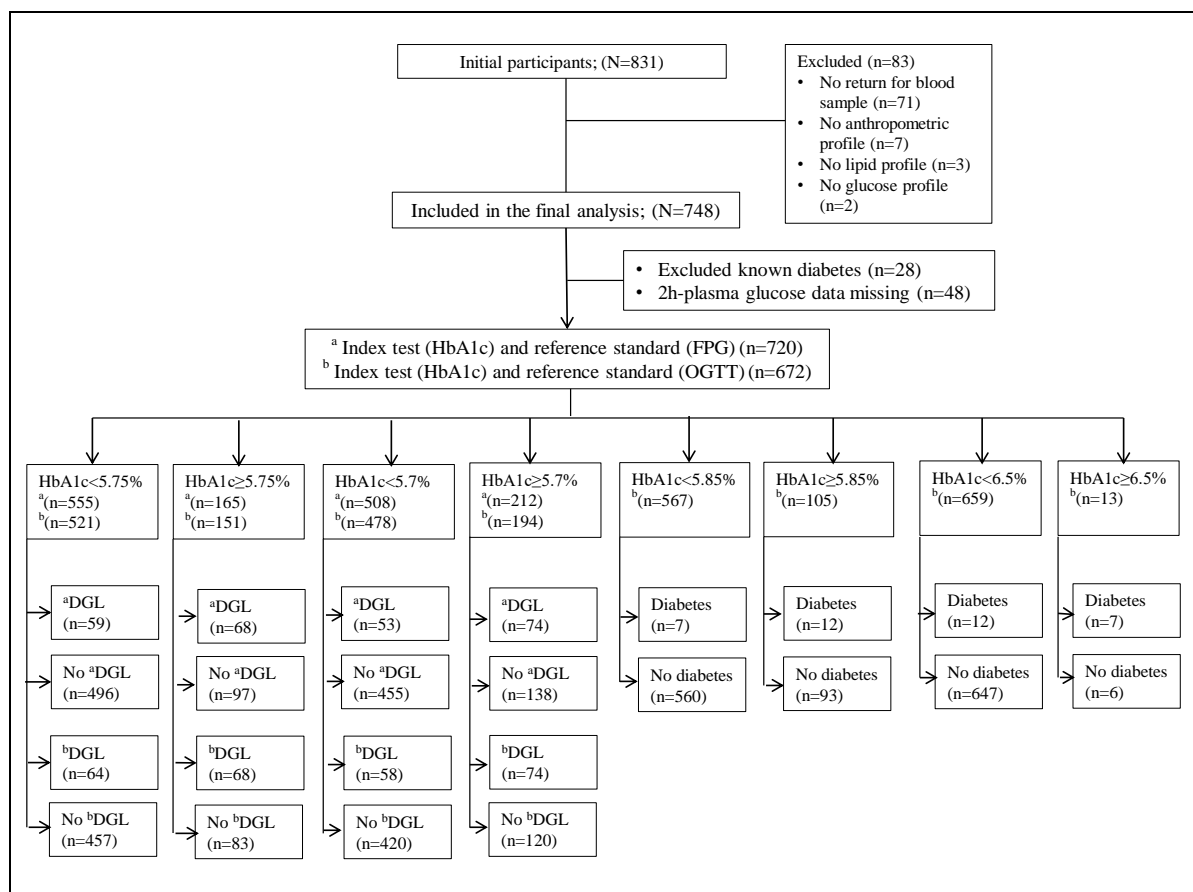 Initial participants; (N=831)
Excluded (n=83)
• No return for blood
sample (n=71)
• No anthropometric
profile (n=7)
• No lipid profile (n=3)
• No glucose profile
(n=2)
Included in the final analysis; (N=748)
• Excluded known diabetes (n=28)
• 2h-plasma glucose data missing (n=48)
a Index test (HbA1c) and reference standard (FPG) (n=720)
b Index test (HbA1c) and reference standard (OGTT) (n=672)
HbA1c<5.75%
a(n=555)
b(n=521)
HbA1c≥5.75%
a(n=165)
b(n=151)
HbA1c<5.7%
a(n=508)
b(n=478)
HbA1c≥5.7%
a(n=212)
b(n=194)
HbA1c<5.85%
b(n=567)
HbA1c≥5.85%
b(n=105)
HbA1c<6.5%
b(n=659)
HbA1c≥6.5%
b(n=13)
aDGL
(n=59)
aDGL
(n=68)
aDGL
(n=53)
aDGL
(n=74)
Diabetes
(n=7)
Diabetes
(n=12)
Diabetes
(n=12)
Diabetes
(n=7)
No aDGL
(n=496)
No aDGL
(n=97)
No aDGL
(n=455)
No aDGL
(n=138)
No diabetes
(n=560)
No diabetes
(n=93)
No diabetes
(n=647)
No diabetes
(n=6)
bDGL
(n=64)
bDGL
(n=68)
bDGL
(n=58)
bDGL
(n=74)
No bDGL
(n=457)
No bDGL
(n=83)
No bDGL
(n=420)
No bDGL
(n=120)